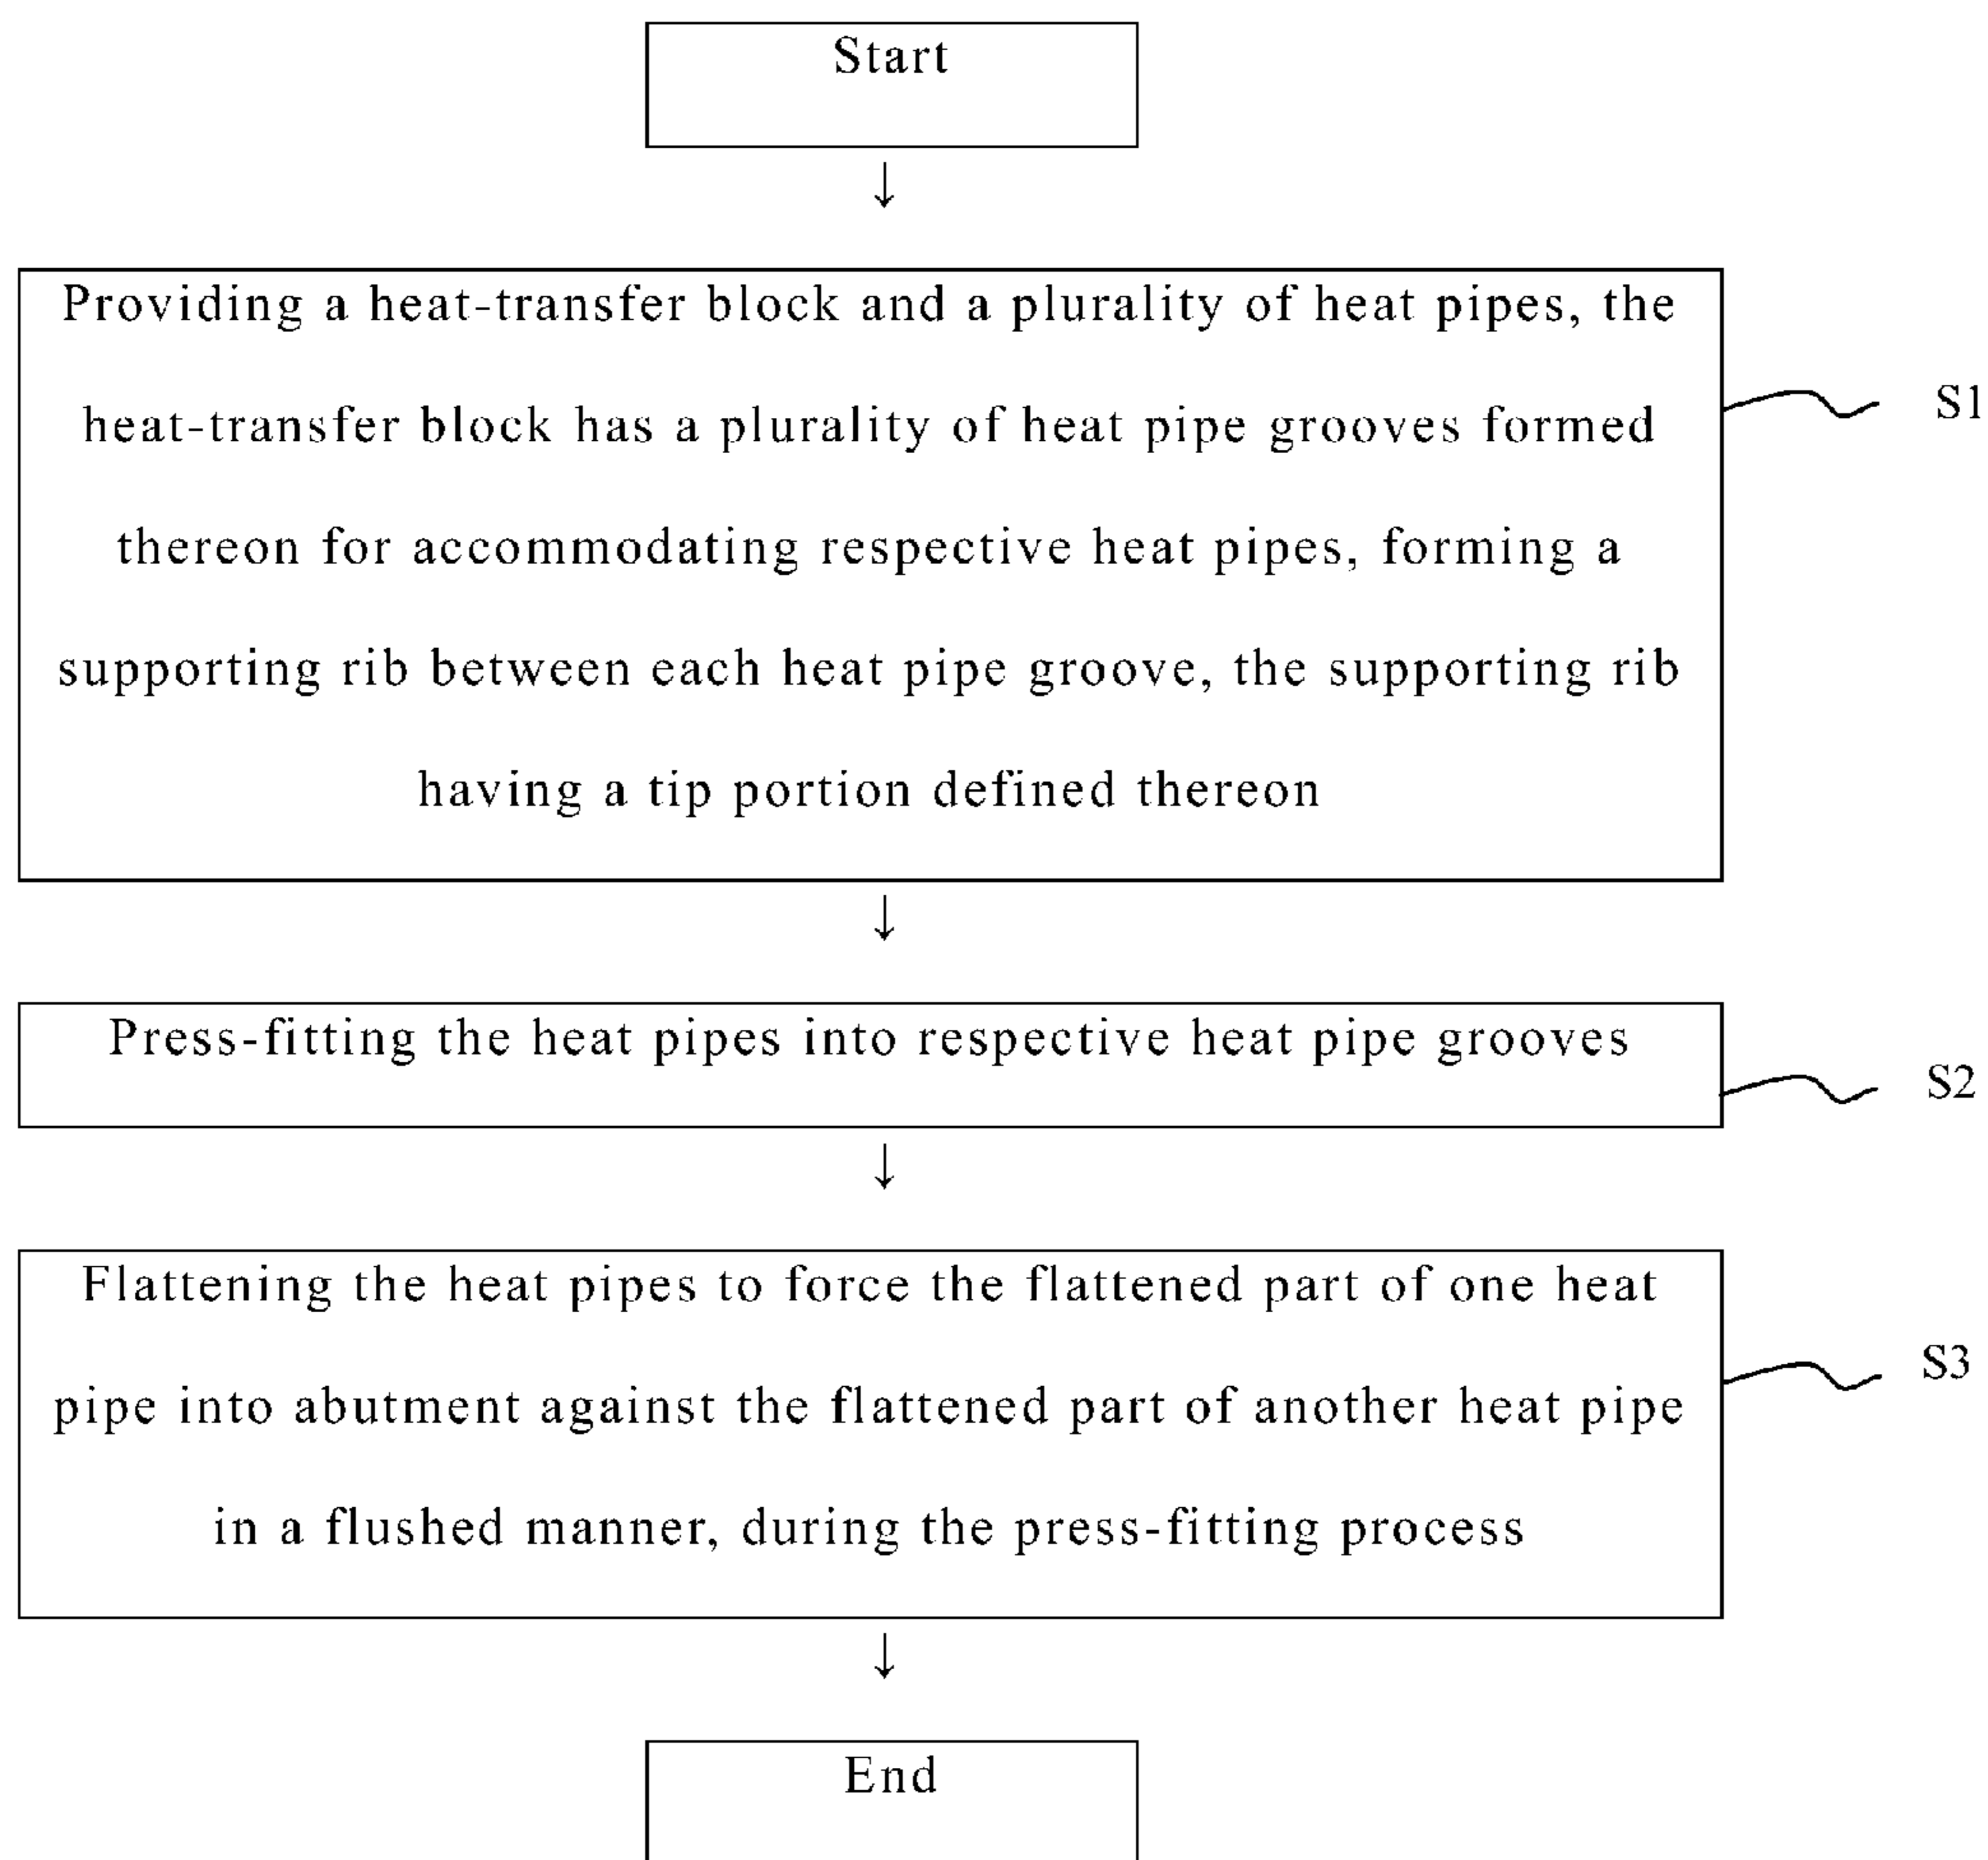 Start
↓
Providing a heat-transfer block and a plurality of heat pipes, the
heat-transfer block has a plurality of heat pipe grooves formed
thereon for accommodating respective heat pipes, forming a
supporting rib between each heat pipe groove, the supporting rib
having a tip portion defined thereon
S1
↓
Press-fitting the heat pipes into respective heat pipe grooves
S2
↓
Flattening the heat pipes to force the flattened part of one heat
pipe into abutment against the flattened part of another heat pipe
in a flushed manner, during the press-fitting process
S3
↓
End